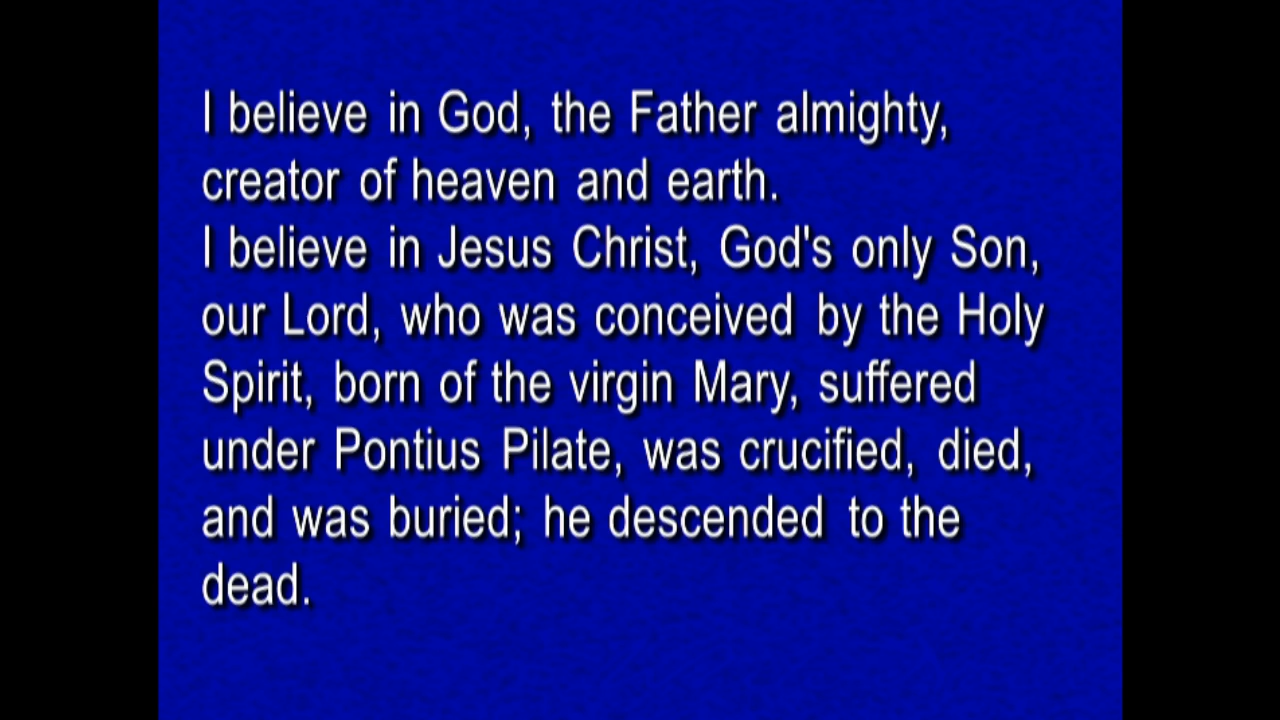 I believe in God, the Father almighty,
creator of heaven and earth.
I believe in Jesus Christ, God's only Son,
our Lord, who was conceived by the Holy
Spirit, born of the virgin Mary, suffered
under Pontius Pilate, was crucified, died,
and was buried; he descended to the
dead.